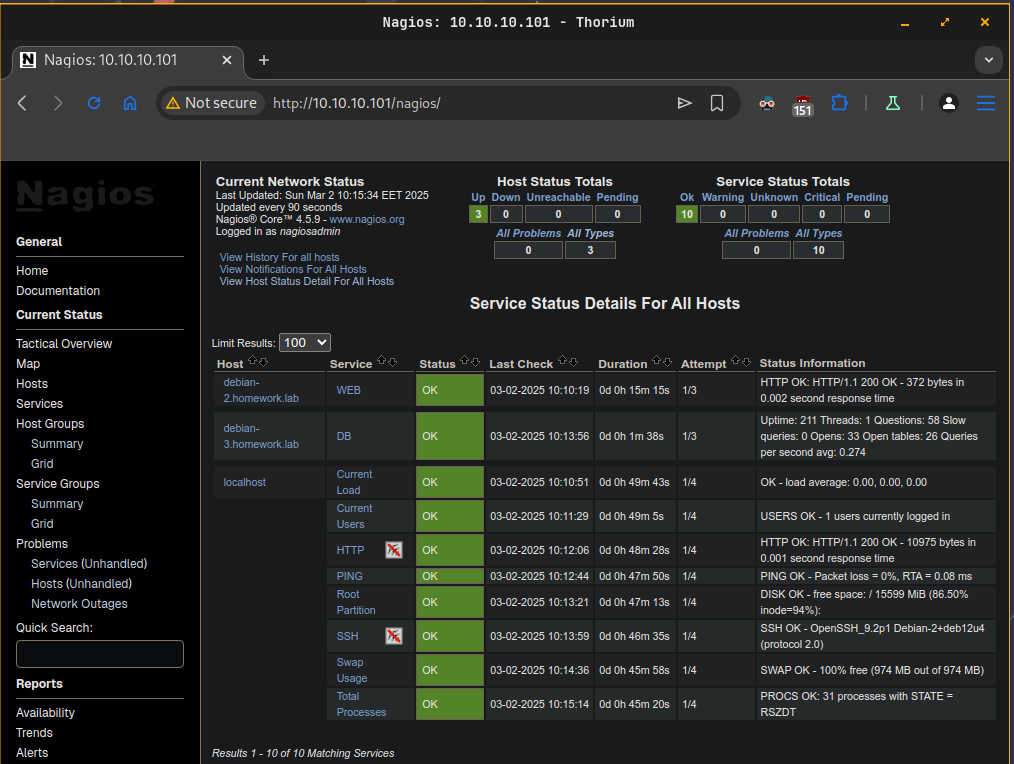 Nagios: 10.10.10.101 - Thorium
Nagios: 10.10.10.101
Not secure http://10.10.10.101/nagios/
151
Nagios
General
Home
Documentation
Current Status
Tactical Overview
Map
Hosts
Services
Host Groups
Summary
Grid
Service Groups
Summary
Grid
Problems
Services (Unhandled)
Hosts (Unhandled)
Network Outages
Quick Search:
Reports
Availability
Trends
Alerts
Current Network Status
Last Updated: Sun Mar 2 10:15:34 EET 2025
Updated every 90 seconds
Nagios® Core™ 4.5.9 - www.nagios.org
Logged in as nagiosadmin
View History For all hosts
View Notifications For All Hosts
View Host Status Detail For All Hosts
Host Status Totals
Up Down Unreachable Pending
3 0 0 0
All Problems All Types
0 3
Service Status Totals
Ok Warning Unknown Critical Pending
10 0 0 0 0
All Problems All Types
0 10
Service Status Details For All Hosts
Limit Results: 100
Host Service Status Last Check Duration Attempt Status Information
debian-2.homework.lab WEB OK 03-02-2025 10:10:19 0d 0h 15m 15s 1/3 HTTP OK: HTTP/1.1 200 OK - 372 bytes in 0.002 second response time
debian-3.homework.lab DB OK 03-02-2025 10:13:56 0d 0h 1m 38s 1/3 Uptime: 211 Threads: 1 Questions: 58 Slow queries: 0 Opens: 33 Open tables: 26 Queries per second avg: 0.274
localhost Current Load OK 03-02-2025 10:10:51 0d 0h 49m 43s 1/4 OK - load average: 0.00, 0.00, 0.00
Current Users OK 03-02-2025 10:11:29 0d 0h 49m 5s 1/4 USERS OK - 1 users currently logged in
HTTP OK 03-02-2025 10:12:06 0d 0h 48m 28s 1/4 HTTP OK: HTTP/1.1 200 OK - 10975 bytes in 0.001 second response time
PING OK 03-02-2025 10:12:44 0d 0h 47m 50s 1/4 PING OK - Packet loss = 0%, RTA = 0.08 ms
Root Partition OK 03-02-2025 10:13:21 0d 0h 47m 13s 1/4 DISK OK - free space: / 15599 MiB (86.50% inode=94%):
SSH OK 03-02-2025 10:13:59 0d 0h 46m 35s 1/4 SSH OK - OpenSSH_9.2p1 Debian-2+deb12u4 (protocol 2.0)
Swap Usage OK 03-02-2025 10:14:36 0d 0h 45m 58s 1/4 SWAP OK - 100% free (974 MB out of 974 MB)
Total Processes OK 03-02-2025 10:15:14 0d 0h 45m 20s 1/4 PROCS OK: 31 processes with STATE = RSZDT
Results 1 - 10 of 10 Matching Services